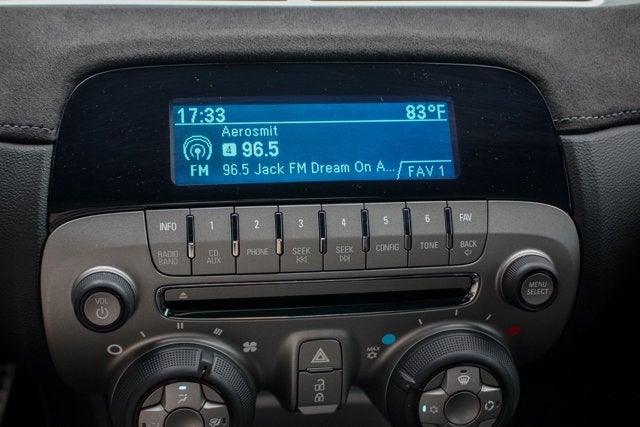 17:33 83°F
Aerosmit
4 96.5
FM 96.5 Jack FM Dream On A... FAV 1
INFO 1 2 3 4 5 6 FAV
RADIO BAND CD AUX PHONE SEEK SEEK CONFIG TONE BACK
VOL
MENU SELECT
MAX